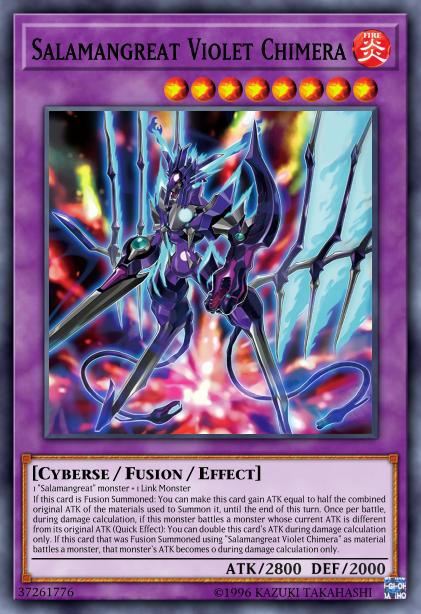 SALAMANGREAT VIOLET CHIMERA
FIRE
炎
[CYBERSE / FUSION / EFFECT]
1 "Salamangreat" monster + 1 Link Monster
If this card is Fusion Summoned: You can make this card gain ATK equal to half the combined
original ATK of the materials used to Summon it, until the end of this turn. Once per battle,
during damage calculation, if this monster battles a monster whose current ATK is different
from its original ATK (Quick Effect): You can double this card's ATK during damage calculation
only. If this card that was Fusion Summoned using "Salamangreat Violet Chimera" as material
battles a monster, that monster's ATK becomes 0 during damage calculation only.
ATK/2800 DEF/2000
37261776
©1996 KAZUKI TAKAHASHI